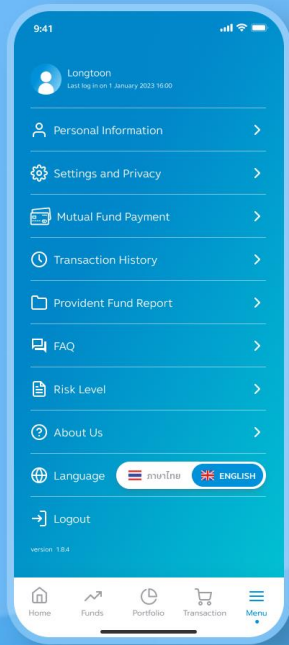 9:41
Longtoon
Last log in on 1 January 2023 16:00
Personal Information
Settings and Privacy
Mutual Fund Payment
Transaction History
Provident Fund Report
FAQ
Risk Level
About Us
Language ภาษาไทย ENGLISH
Logout
version 1.8.4
Home Funds Portfolio Transaction Menu